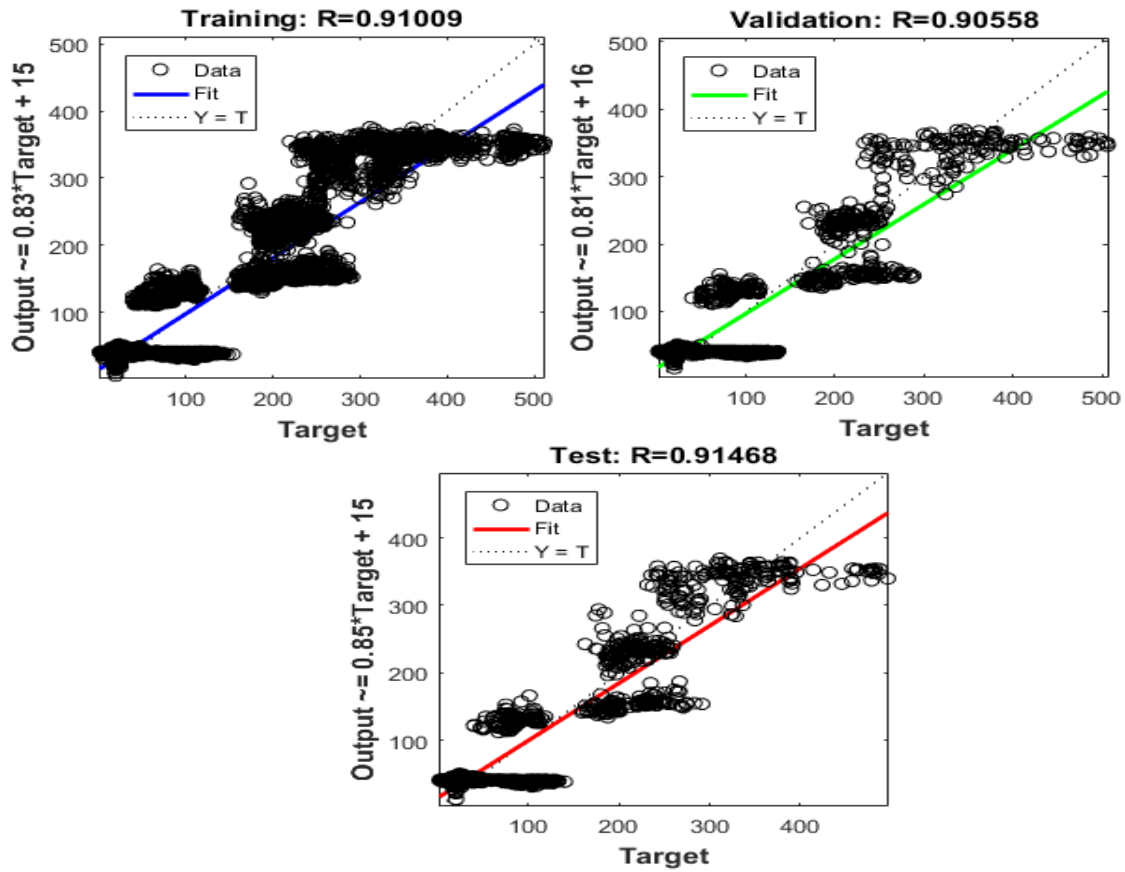 Training: R=0.91009
Output ~= 0.83*Target + 15
500
400
300
200
100
Data
Fit
Y = T
100 200 300 400 500
Target
Validation: R=0.90558
Output ~= 0.81*Target + 16
500
400
300
200
100
Data
Fit
Y = T
100 200 300 400 500
Target
Test: R=0.91468
Output ~= 0.85*Target + 15
400
300
200
100
Data
Fit
Y = T
100 200 300 400
Target